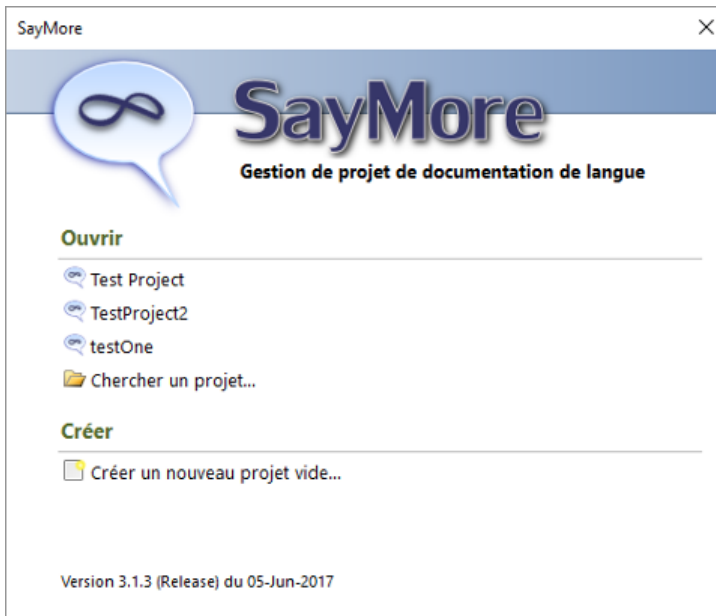 SayMore
SayMore
Gestion de projet de documentation de langue
Ouvrir
Test Project
TestProject2
testOne
Chercher un projet...
Créer
Créer un nouveau projet vide...
Version 3.1.3 (Release) du 05-Jun-2017